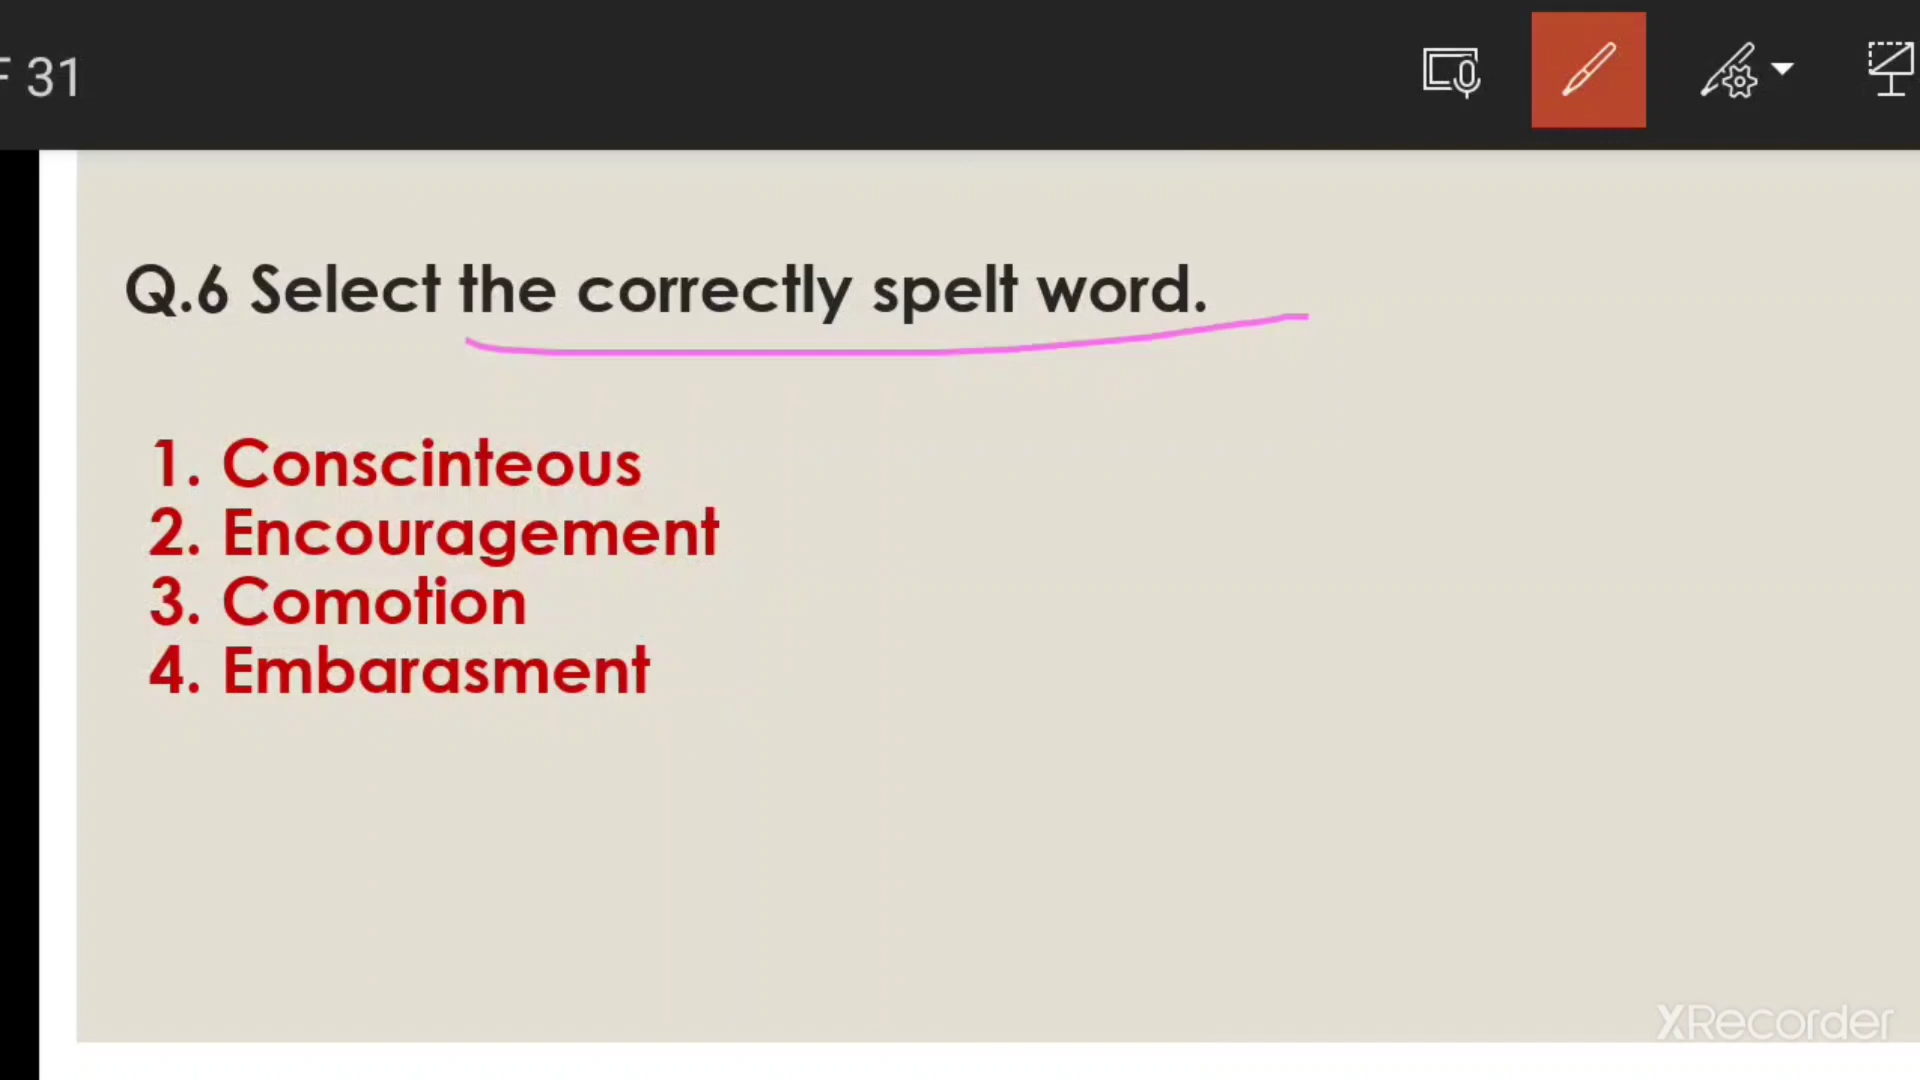 31
Q.6 Select the correctly spelt word.
1. Conscinteous
2. Encouragement
3. Comotion
4. Embarasment
XRecorder